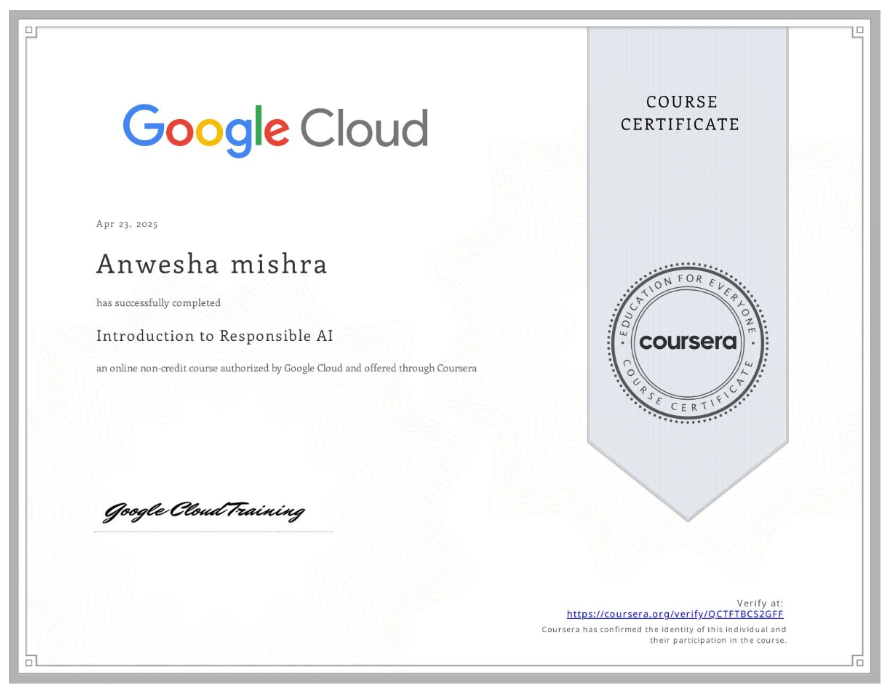 COURSE
CERTIFICATE
Google Cloud
Apr 23, 2025
Anwesha mishra
has successfully completed
Introduction to Responsible AI
an online non-credit course authorized by Google Cloud and offered through Coursera
EDUCATION FOR EVERYONE
coursera
COURSE CERTIFICATE
Google Cloud Training
Verify at:
https://coursera.org/verify/QCTFTBCS2GFF
Coursera has confirmed the identity of this individual and
their participation in the course.